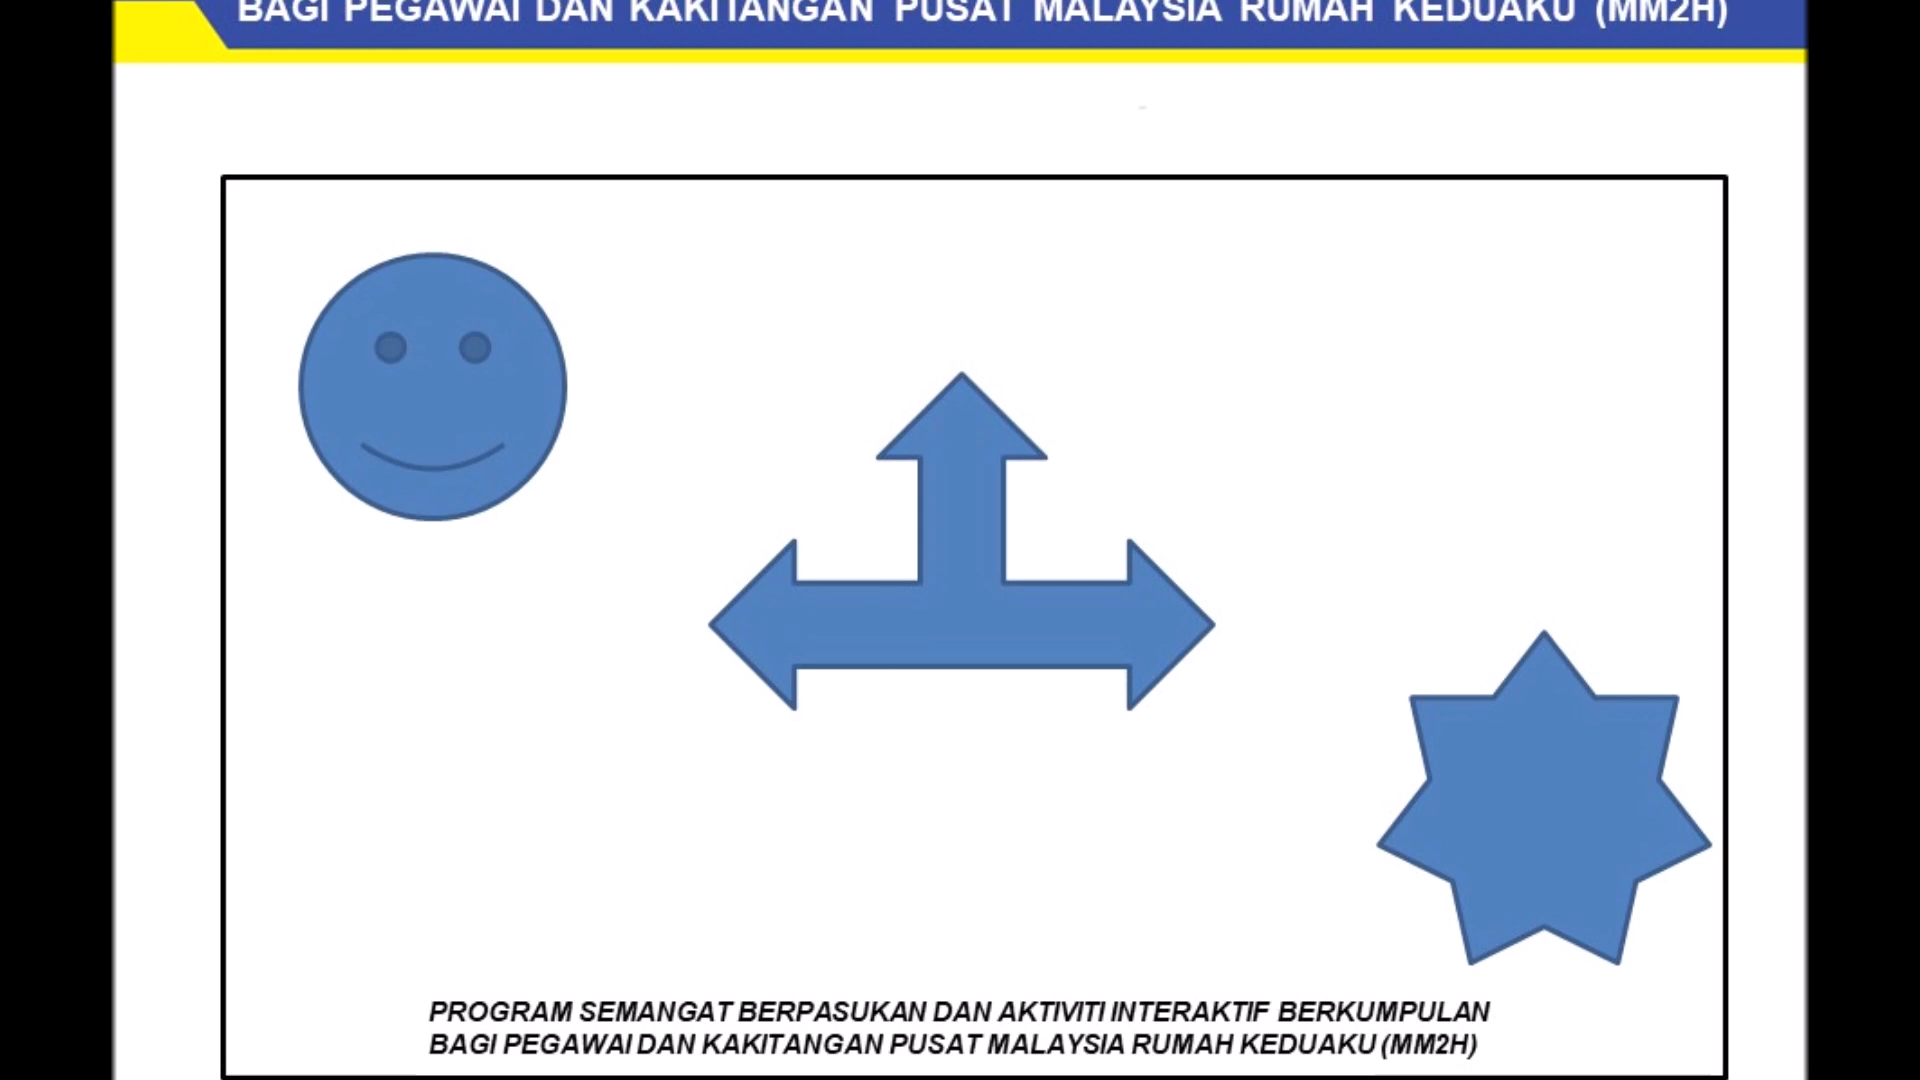 BAGI PEGAWAI DAN KAKITANGAN PUSAT MALAYSIA RUMAH KEDUAKU (MM2H)
PROGRAM SEMANGAT BERPASUKAN DAN AKTIVITI INTERAKTIF BERKUMPULAN
BAGI PEGAWAI DAN KAKITANGAN PUSAT MALAYSIA RUMAH KEDUAKU (MM2H)